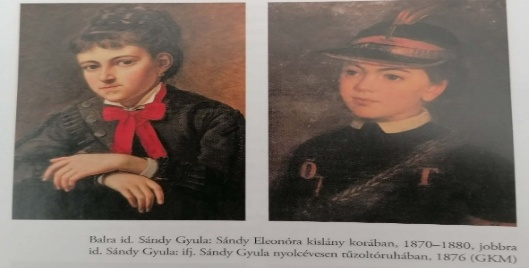 Ö T
Balra id. Sándy Gyula: Sándy Eleonóra kislány korában, 1870–1880, jobbra
id. Sándy Gyula: ifj. Sándy Gyula nyolcévesen tűzoltóruhában, 1876 (GKM)